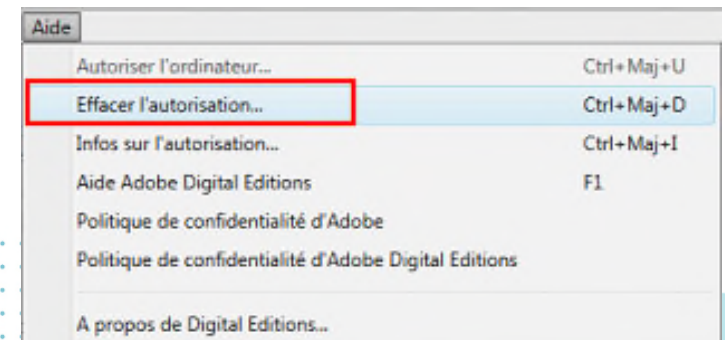 Aide
Autoriser l'ordinateur... Ctrl+Maj+U
Effacer l'autorisation... Ctrl+Maj+D
Infos sur l'autorisation... Ctrl+Maj+I
Aide Adobe Digital Editions F1
Politique de confidentialité d'Adobe
Politique de confidentialité d'Adobe Digital Editions
A propos de Digital Editions...